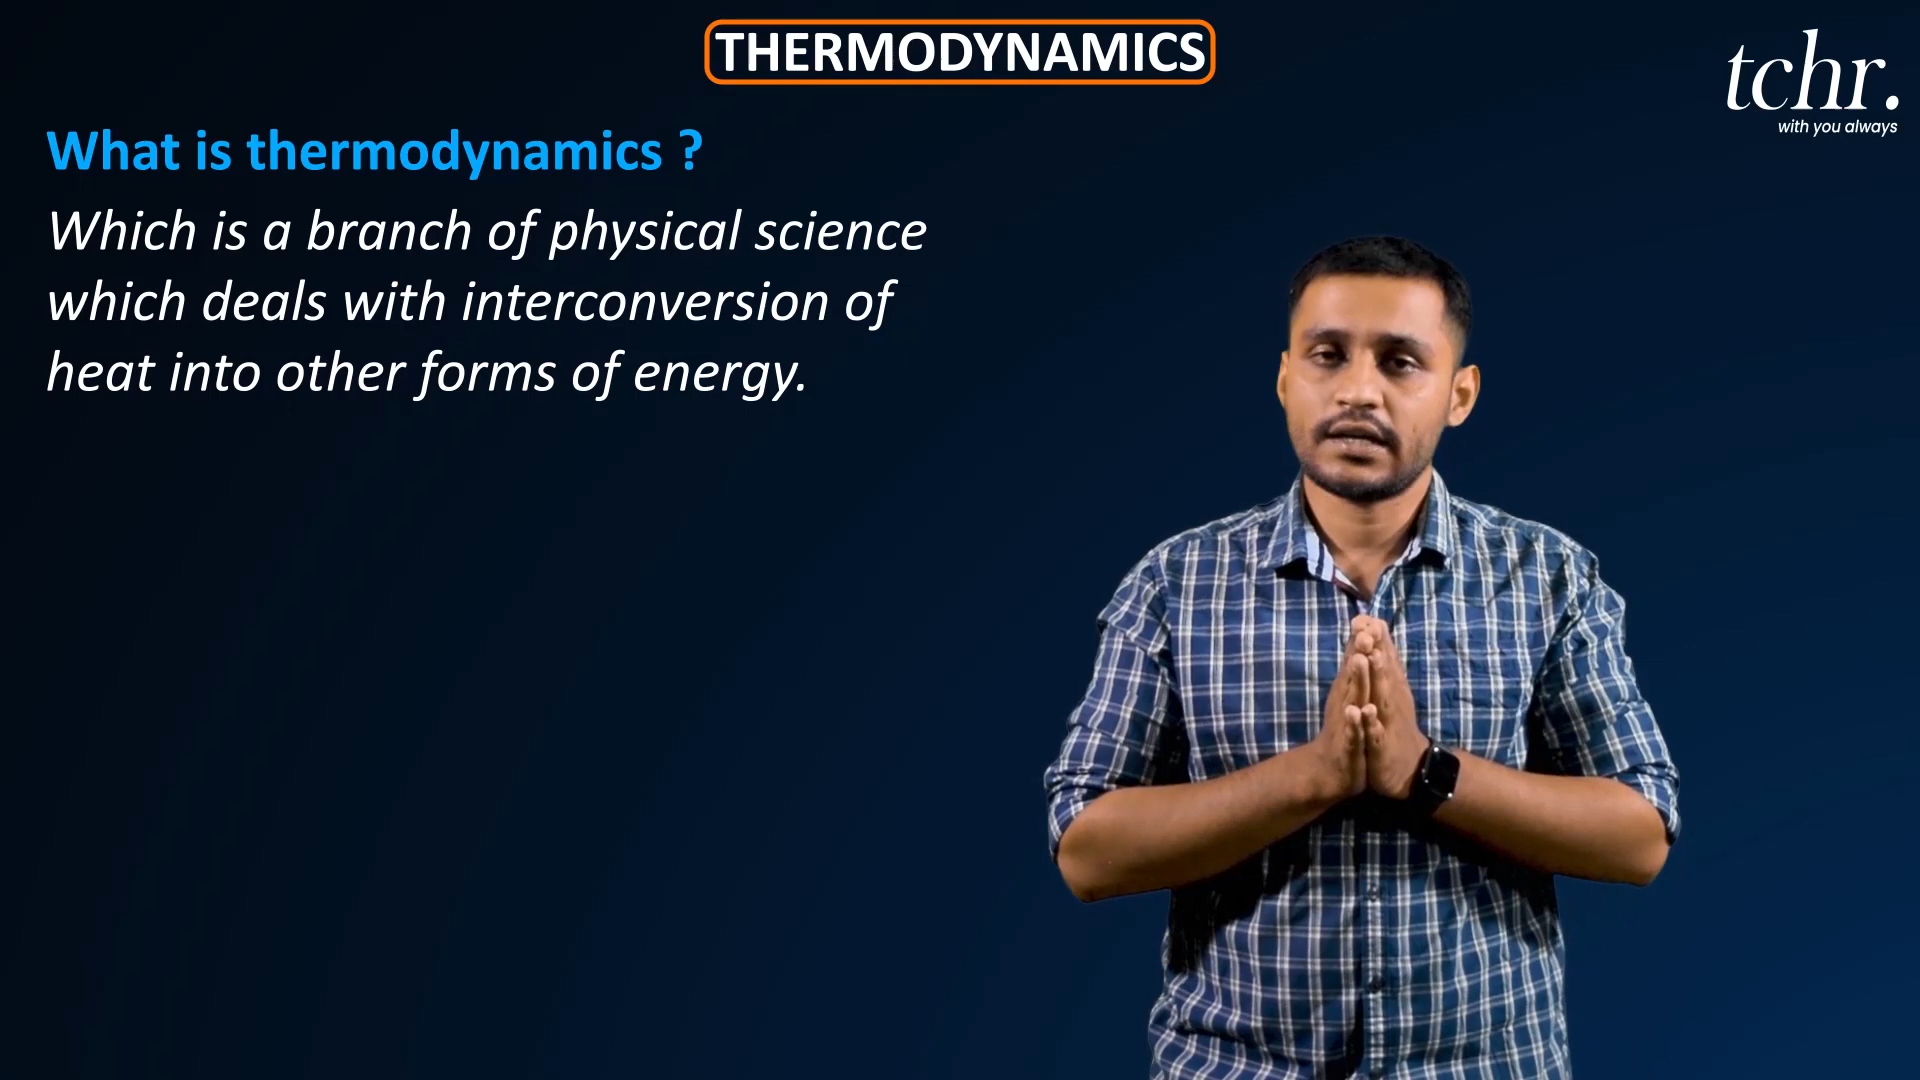 THERMODYNAMICS
tchr.
with you always
What is thermodynamics ?
Which is a branch of physical science
which deals with interconversion of
heat into other forms of energy.